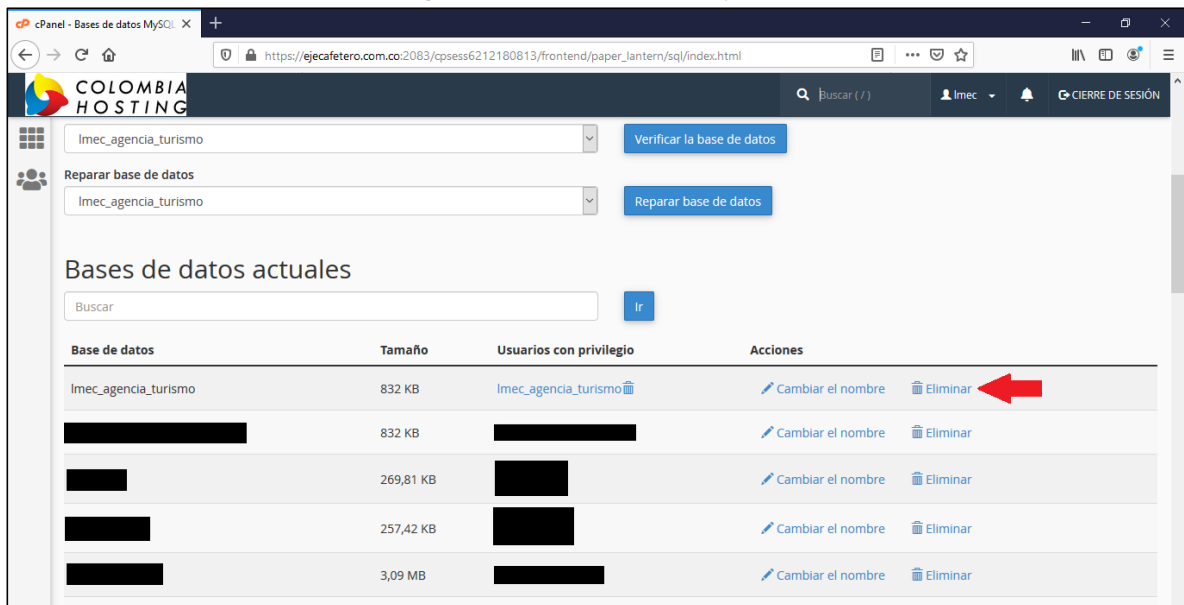 cPanel - Bases de datos MySQL
https://ejecafetero.com.co:2083/cpsess6212180813/frontend/paper_lantern/sql/index.html
COLOMBIA
HOSTING
Buscar ( / )
lmec
CIERRE DE SESIÓN
lmec_agencia_turismo
Verificar la base de datos
Reparar base de datos
lmec_agencia_turismo
Reparar base de datos
Bases de datos actuales
Buscar
Ir
Base de datos Tamaño Usuarios con privilegio Acciones
lmec_agencia_turismo 832 KB lmec_agencia_turismo Cambiar el nombre Eliminar
832 KB Cambiar el nombre Eliminar
269,81 KB Cambiar el nombre Eliminar
257,42 KB Cambiar el nombre Eliminar
3,09 MB Cambiar el nombre Eliminar